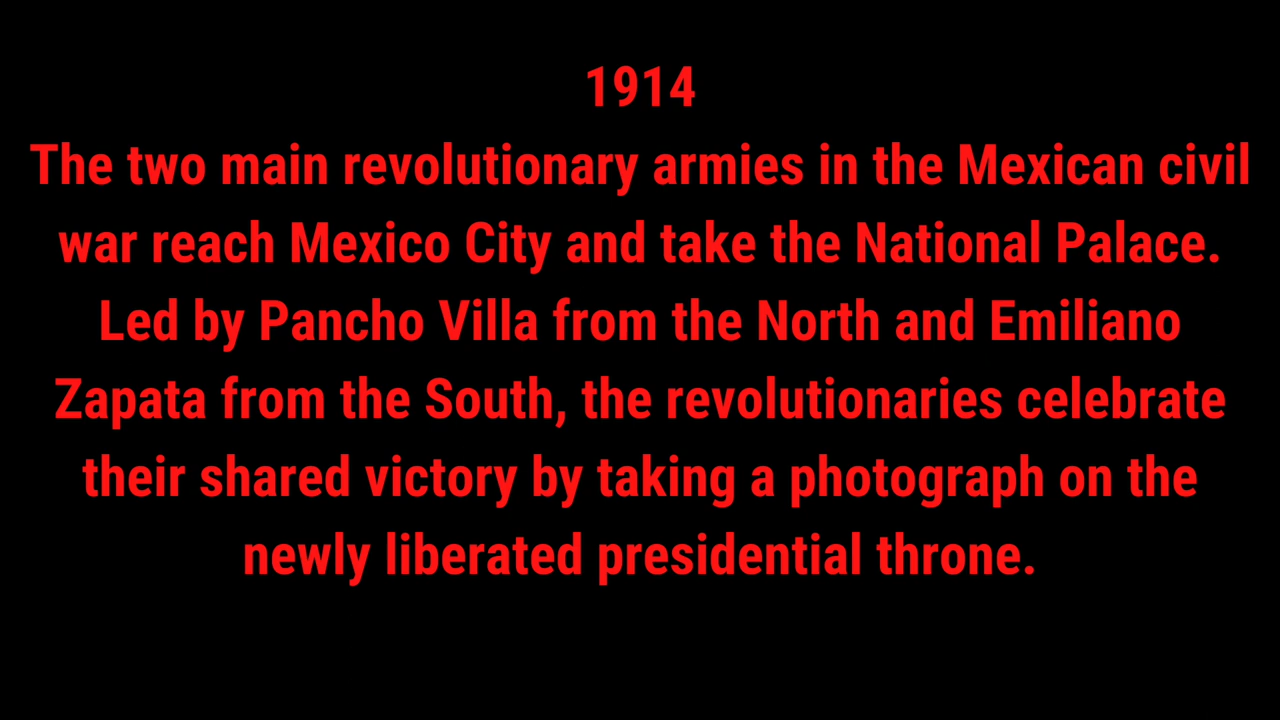 1914
The two main revolutionary armies in the Mexican civil
war reach Mexico City and take the National Palace.
Led by Pancho Villa from the North and Emiliano
Zapata from the South, the revolutionaries celebrate
their shared victory by taking a photograph on the
newly liberated presidential throne.